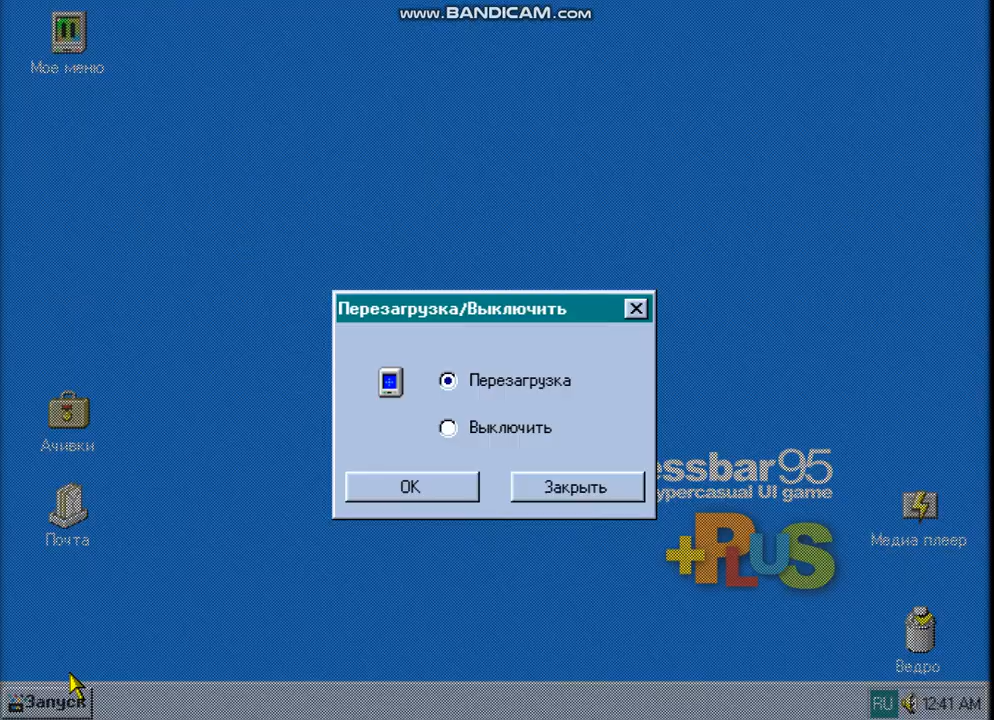 www.BANDICAM.com
Мое меню
Перезагрузка/Выключить
Перезагрузка
Выключить
OK
Закрыть
Ачивки
Почта
essbar95
ypercasual UI game
+PLUS
Медиа плеер
Ведро
Запуск
RU
12:41 AM